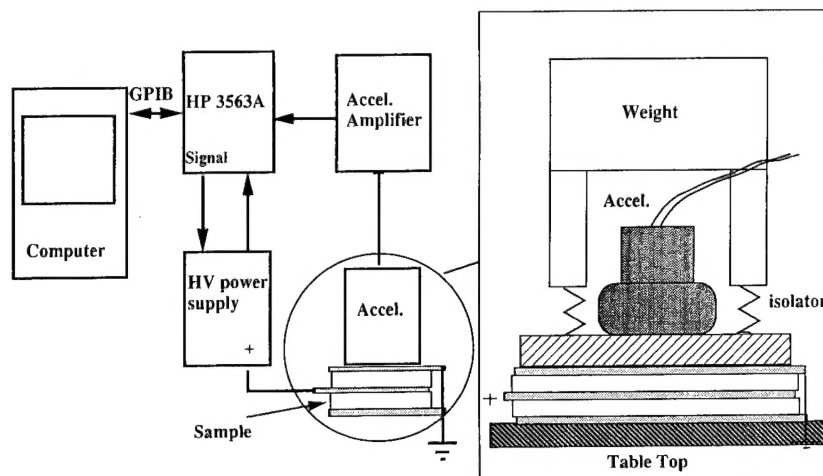 GPIB
HP 3563A
Signal
Accel.
Amplifier
Computer
HV power
supply
+
Accel.
Sample
Weight
Accel.
isolator
+
Table Top